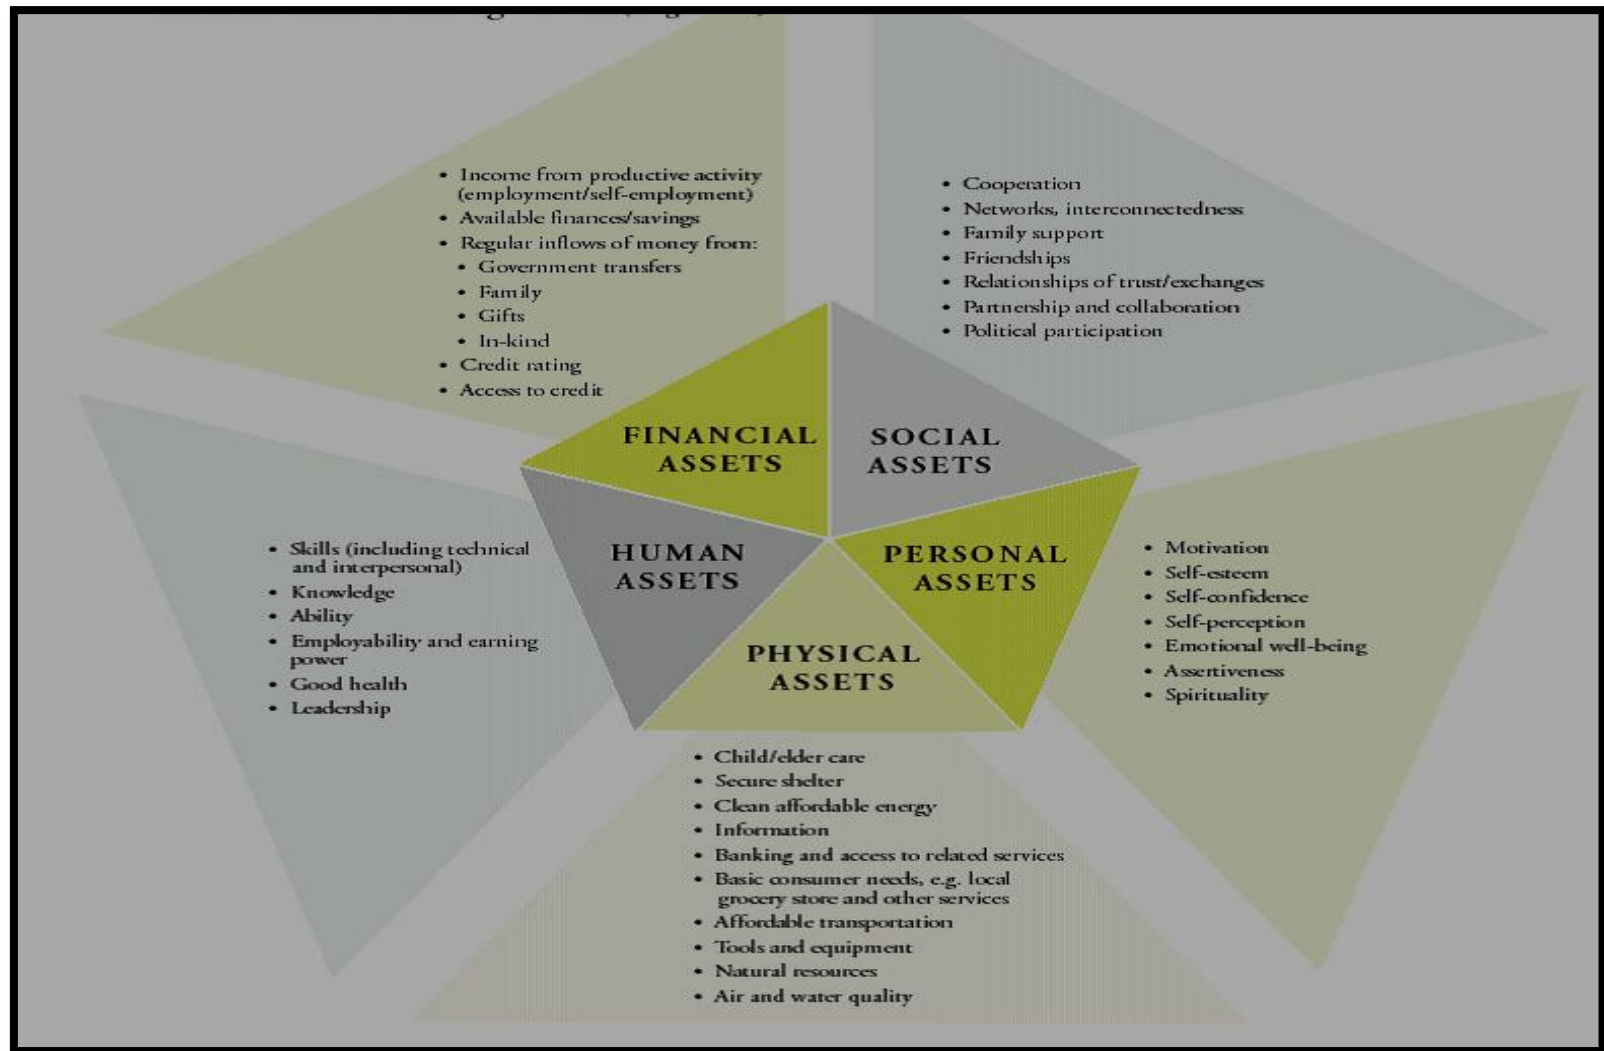 • Income from productive activity
(employment/self-employment)
• Available finances/savings
• Regular inflows of money from:
• Government transfers
• Family
• Gifts
• In-kind
• Credit rating
• Access to credit
• Cooperation
• Networks, interconnectedness
• Family support
• Friendships
• Relationships of trust/exchanges
• Partnership and collaboration
• Political participation
FINANCIAL
ASSETS
SOCIAL
ASSETS
HUMAN
ASSETS
PERSONAL
ASSETS
PHYSICAL
ASSETS
• Skills (including technical
and interpersonal)
• Knowledge
• Ability
• Employability and earning
power
• Good health
• Leadership
• Motivation
• Self-esteem
• Self-confidence
• Self-perception
• Emotional well-being
• Assertiveness
• Spirituality
• Child/elder care
• Secure shelter
• Clean affordable energy
• Information
• Banking and access to related services
• Basic consumer needs, e.g. local
grocery store and other services
• Affordable transportation
• Tools and equipment
• Natural resources
• Air and water quality